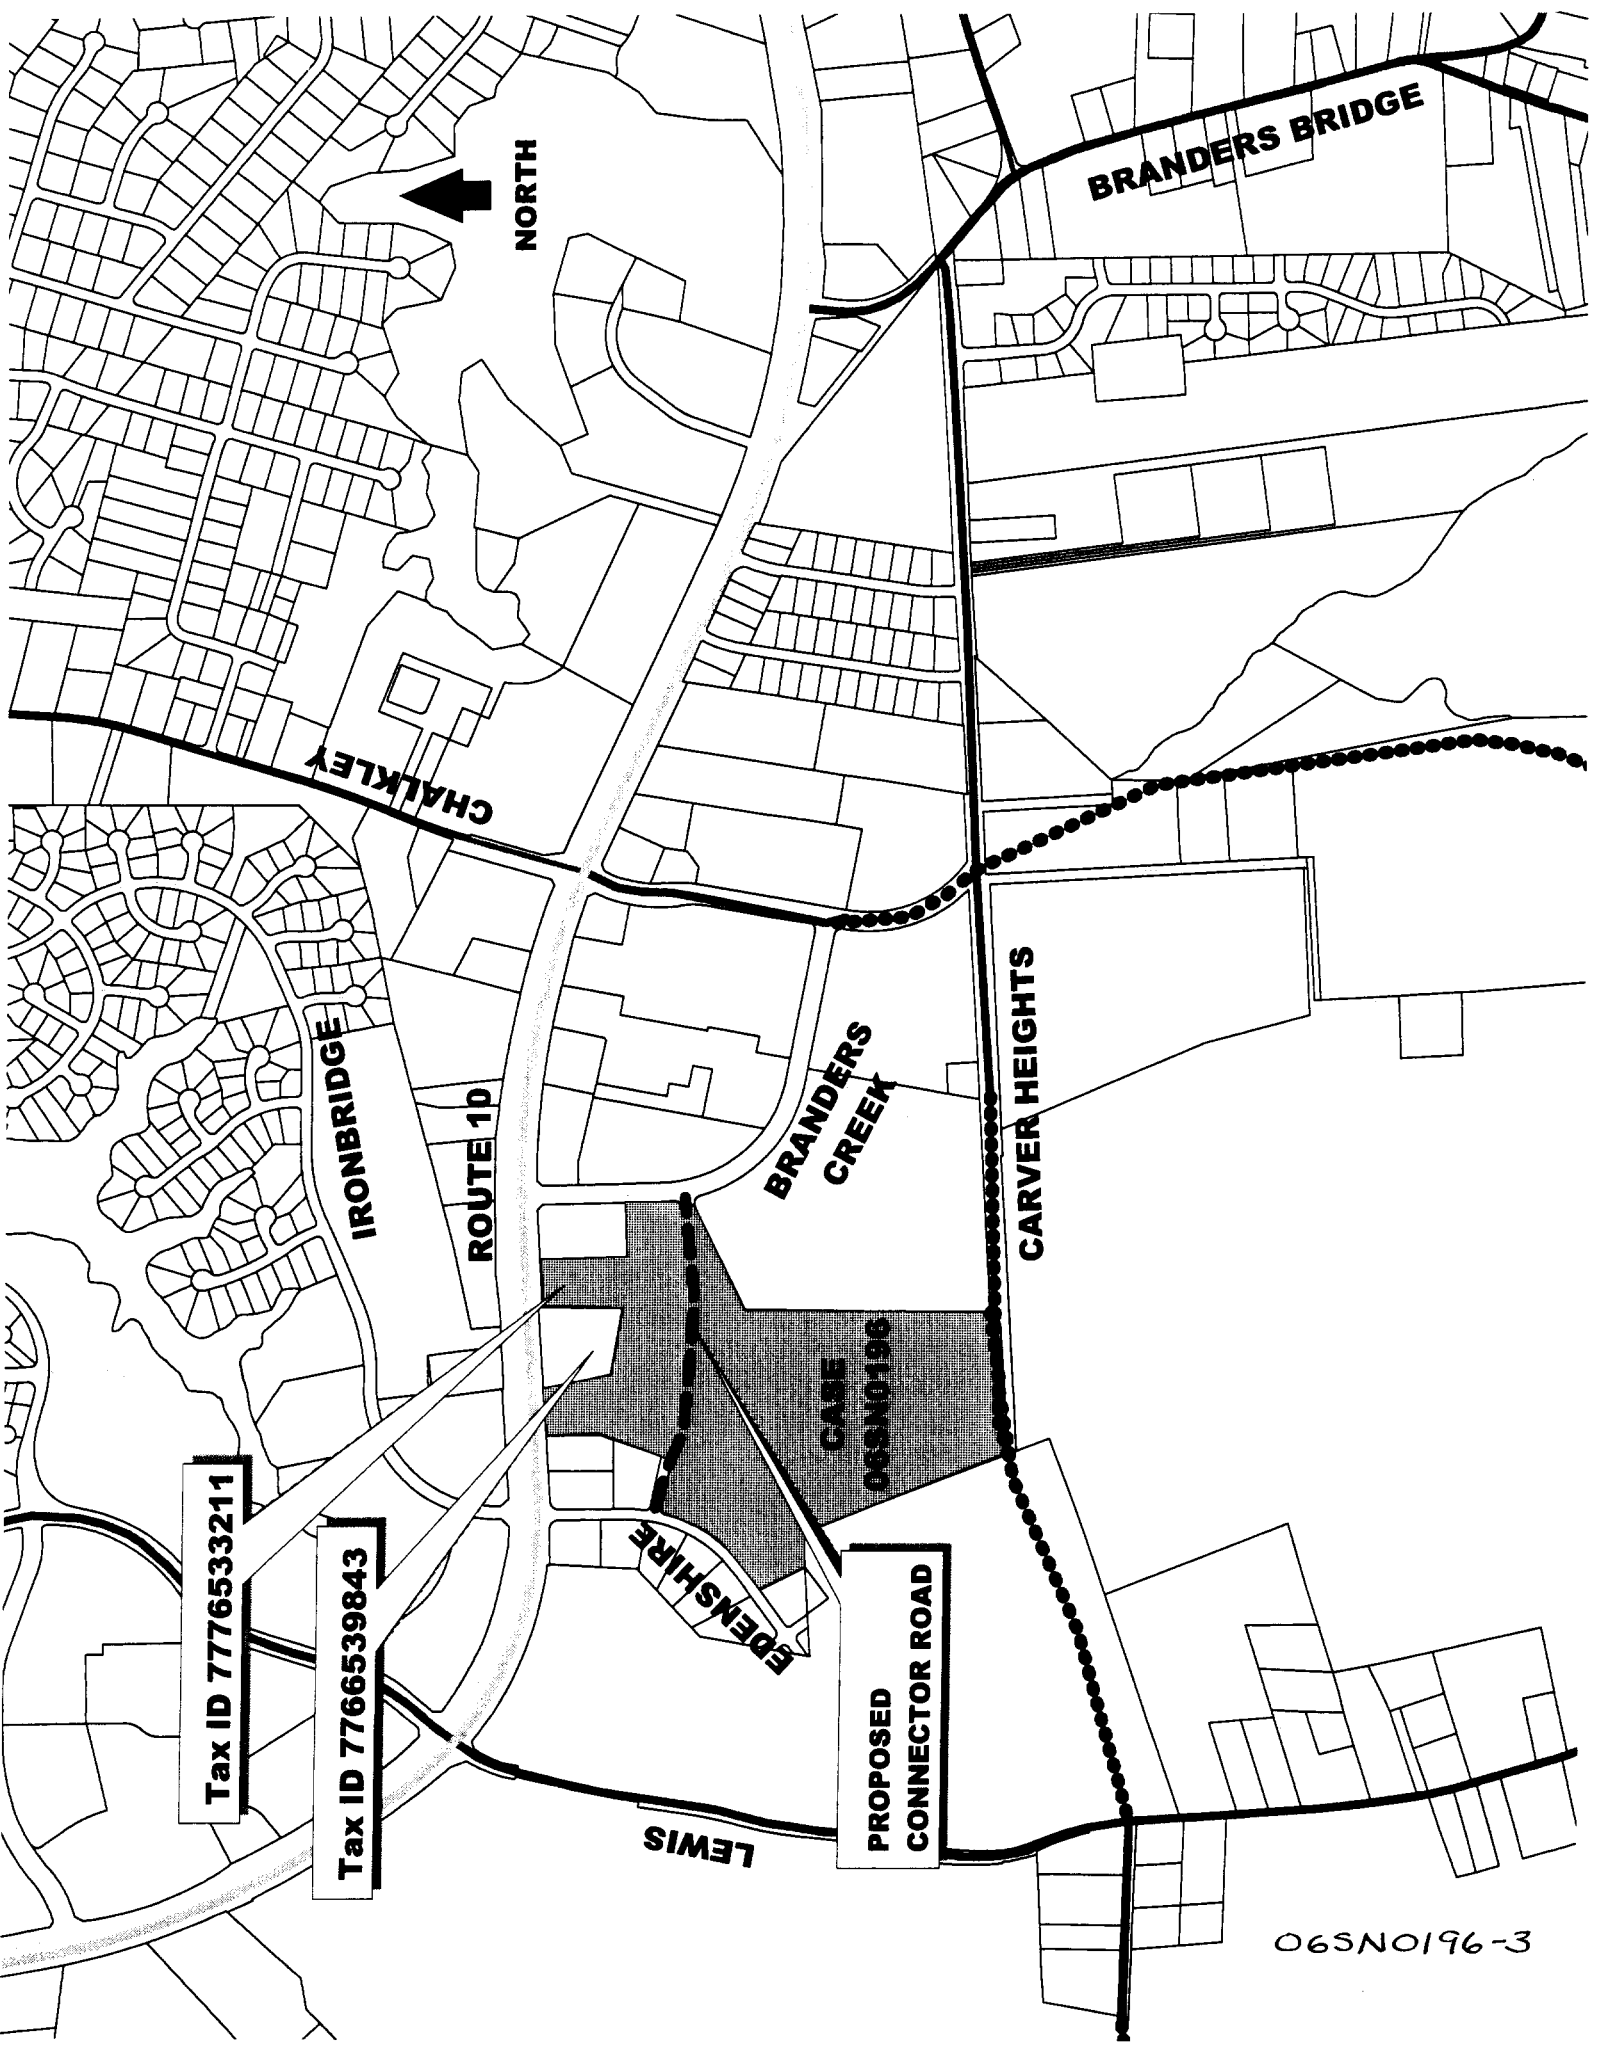 NORTH
BRANDERS BRIDGE
CHALKLEY
IRONBRIDGE
ROUTE 10
BRANDERS
CREEK
CARVER HEIGHTS
CASE
06SN0196
Tax ID 7776533211
Tax ID 7766539843
EDENSHIRE
PROPOSED
CONNECTOR ROAD
LEWIS
06SN0196-3